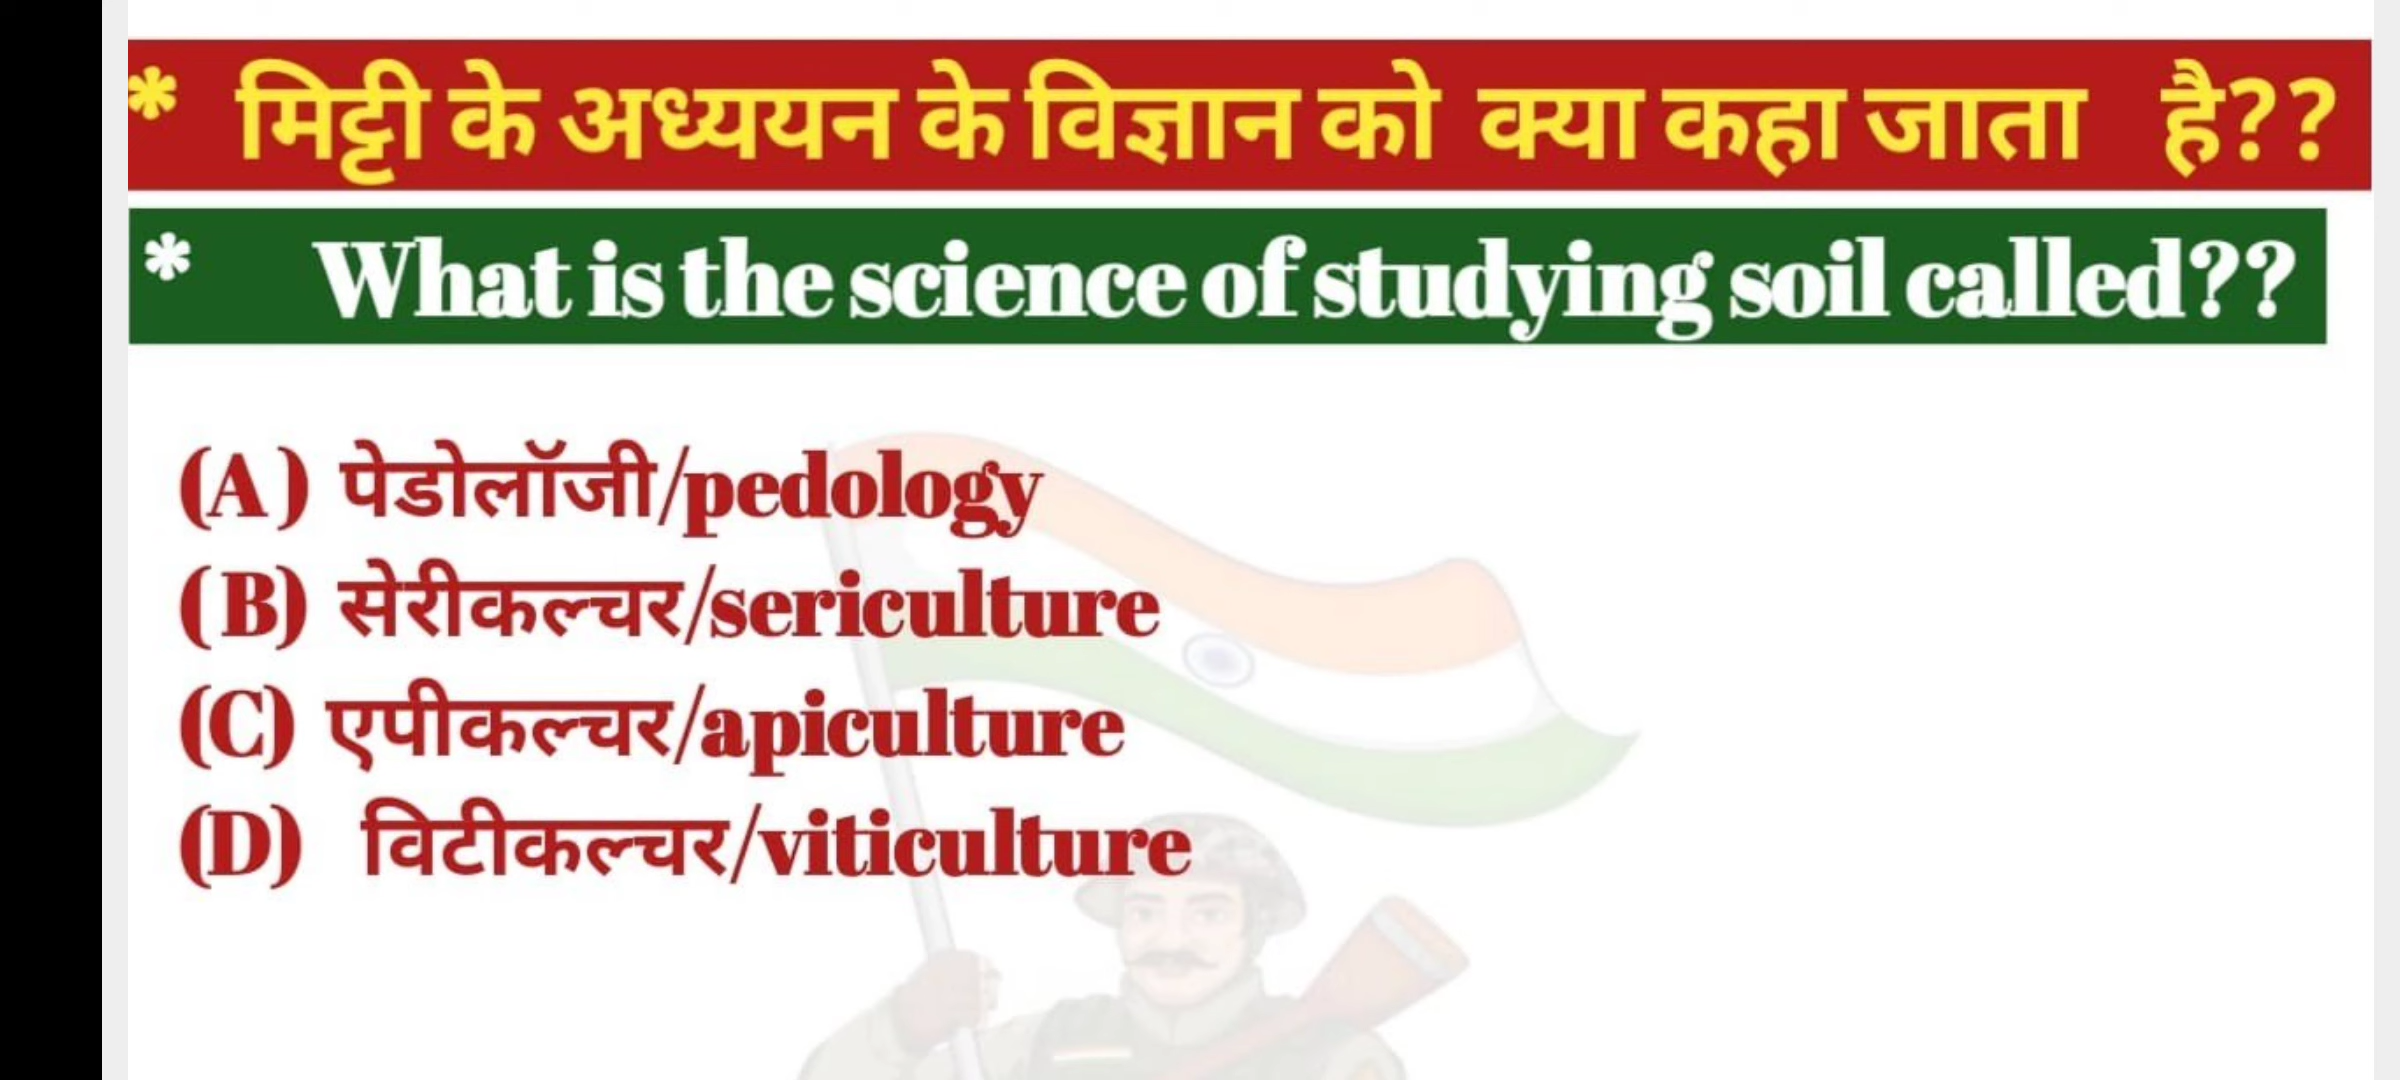 * मिट्टी के अध्ययन के विज्ञान को क्या कहा जाता है??
* What is the science of studying soil called??
(A) पेडोलॉजी/pedology
(B) सेरीकल्चर/sericulture
(C) एपीकल्चर/apiculture
(D) विटीकल्चर/viticulture